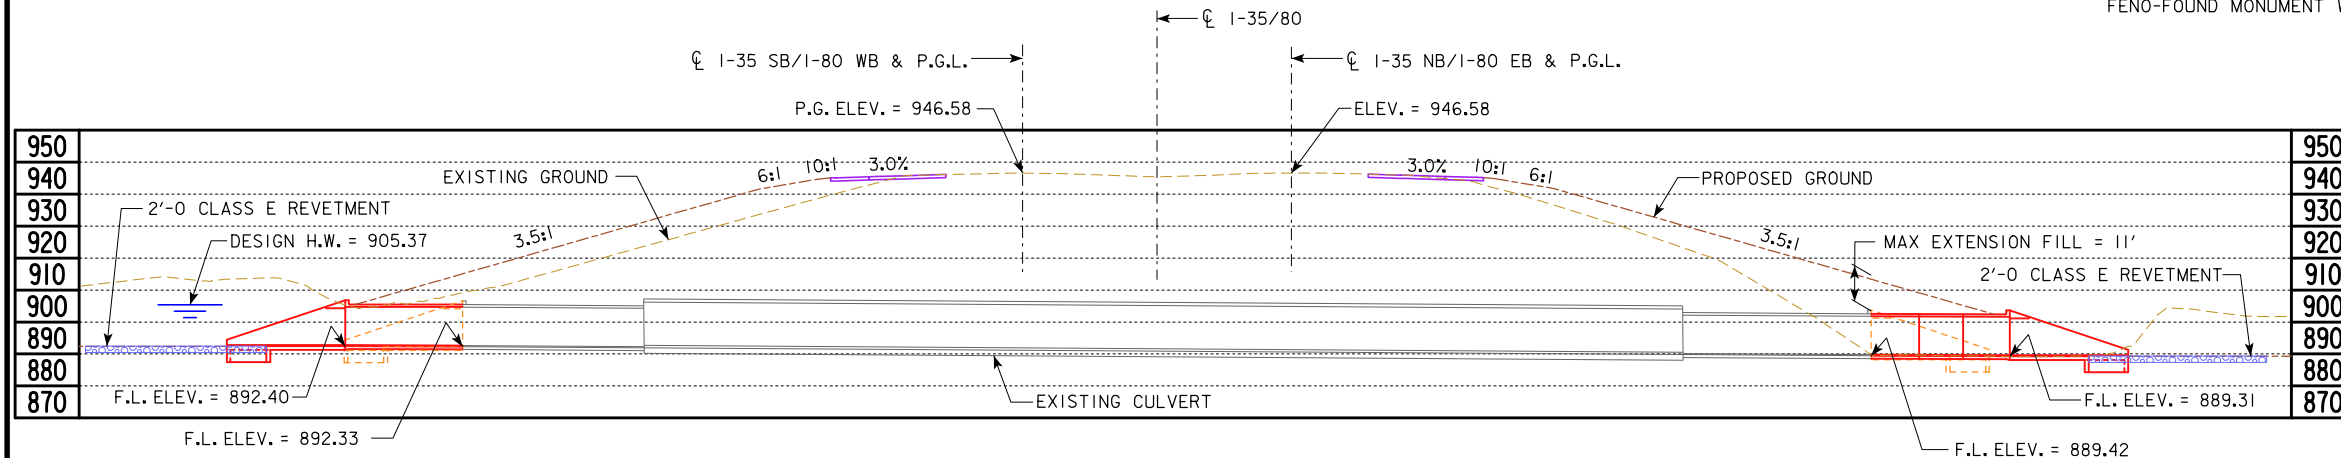 FENO-FOUND MONUMENT
℄ I-35/80
℄ I-35 SB/I-80 WB & P.G.L.
℄ I-35 NB/I-80 EB & P.G.L.
P.G. ELEV. = 946.58
ELEV. = 946.58
950
950
940
6:1
10:1
3.0%
3.0%
10:1
6:1
940
EXISTING GROUND
PROPOSED GROUND
930
2'-0 CLASS E REVETMENT
930
920
DESIGN H.W. = 905.37
3.5:1
3.5:1
MAX EXTENSION FILL = 11'
920
910
2'-0 CLASS E REVETMENT
910
900
900
890
890
880
880
870
F.L. ELEV. = 892.40
EXISTING CULVERT
F.L. ELEV. = 889.31
870
F.L. ELEV. = 892.33
F.L. ELEV. = 889.42